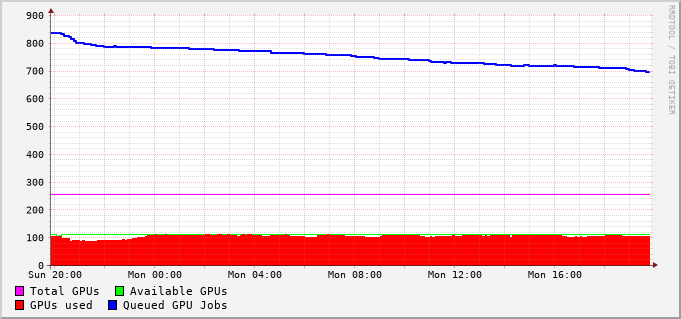 900
800
700
600
500
400
300
200
100
0
Sun 20:00 Mon 00:00 Mon 04:00 Mon 08:00 Mon 12:00 Mon 16:00
Total GPUs Available GPUs
GPUs used Queued GPU Jobs
RRDTOOL / TOBI OETIKER